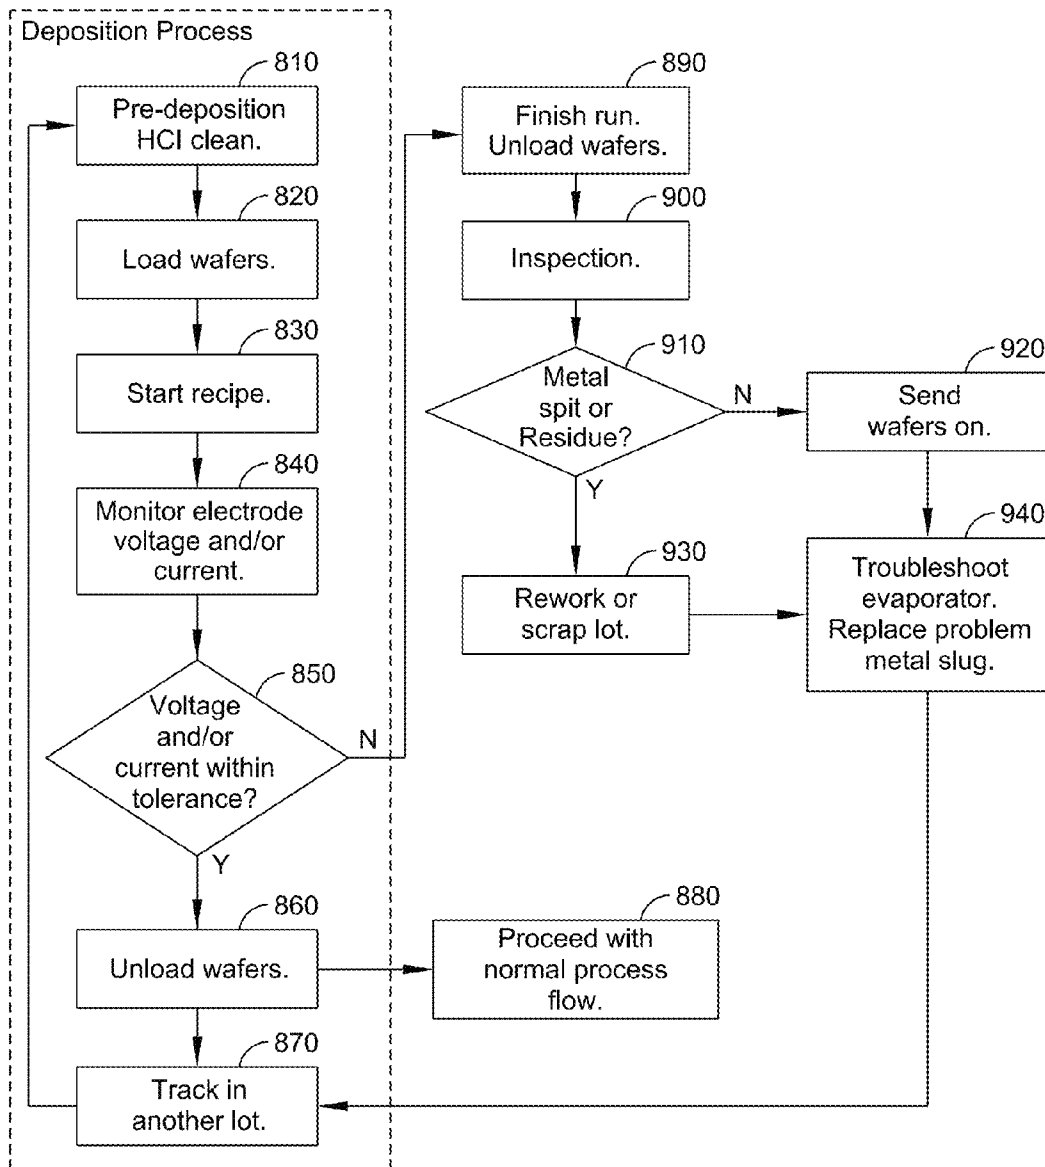 Deposition Process
810
Pre-deposition
HCl clean.
820
Load wafers.
830
Start recipe.
840
Monitor electrode
voltage and/or
current.
850
Voltage
and/or
current within
tolerance?
N
Y
860
Unload wafers.
870
Track in
another lot.
880
Proceed with
normal process
flow.
890
Finish run.
Unload wafers.
900
Inspection.
910
Metal
spit or
Residue?
N
Y
920
Send
wafers on.
930
Rework or
scrap lot.
940
Troubleshoot
evaporator.
Replace problem
metal slug.